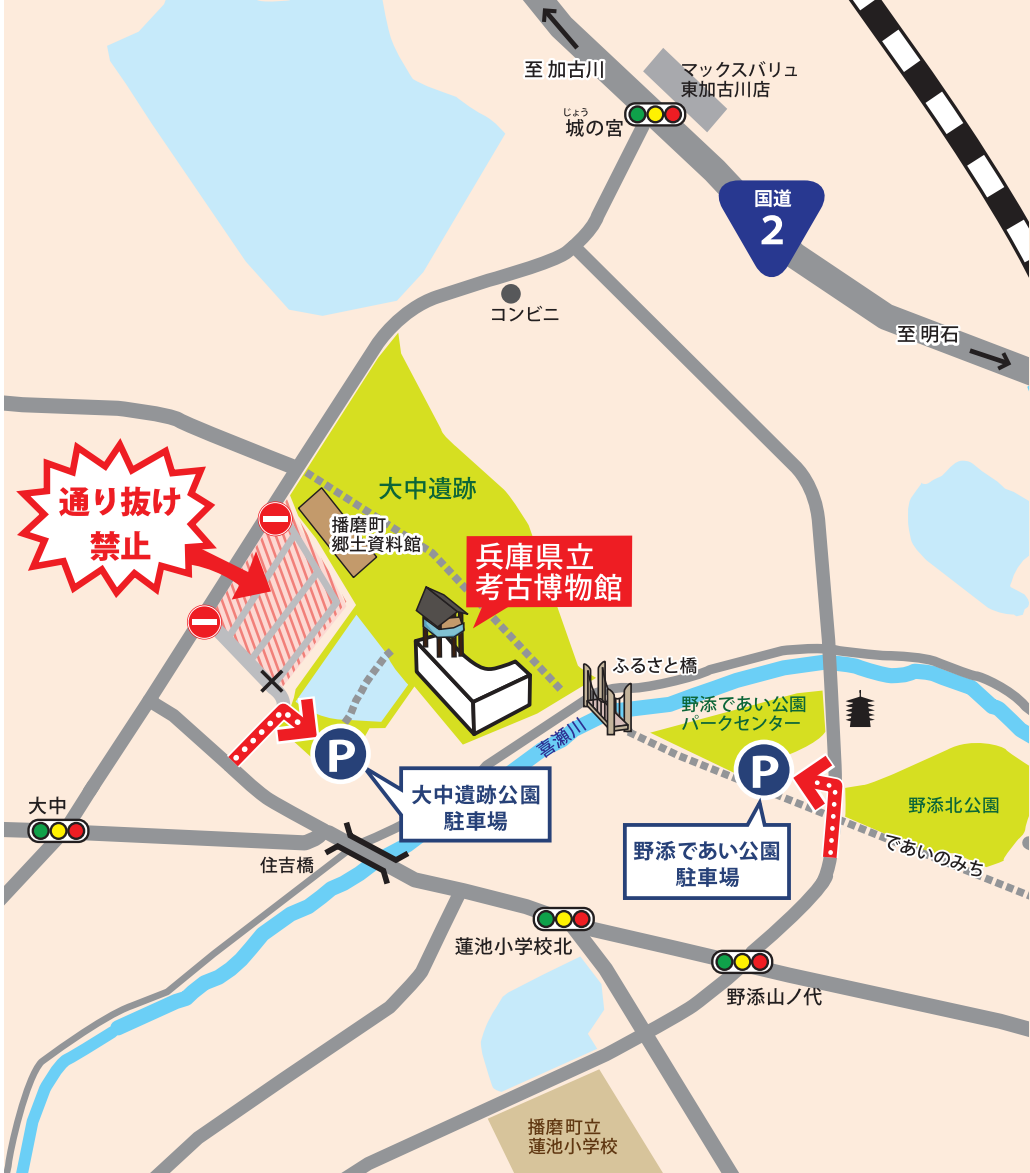 至 加古川
マックスバリュ
東加古川店
じょう
城の宮
国道
2
コンビニ
至 明石
通り抜け
禁止
大中遺跡
播磨町
郷土資料館
兵庫県立
考古博物館
ふるさと橋
野添であい公園
パークセンター
喜瀬川
P
大中遺跡公園
駐車場
P
野添であい公園
駐車場
野添北公園
であいのみち
大中
住吉橋
蓮池小学校北
野添山ノ代
播磨町立
蓮池小学校